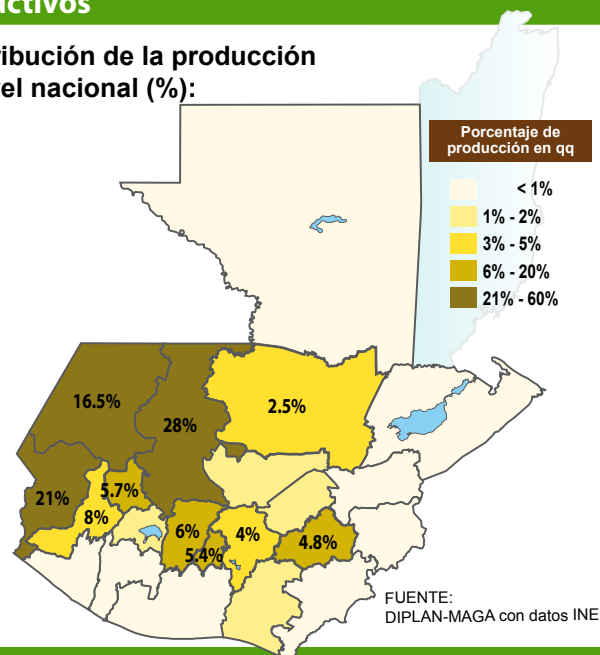 uctivos
ribución de la producción
vel nacional (%):
Porcentaje de
producción en qq
< 1%
1% - 2%
3% - 5%
6% - 20%
21% - 60%
16.5%
28%
2.5%
21%
5.7%
8%
6%
5.4%
4%
4.8%
FUENTE:
DIPLAN-MAGA con datos INE